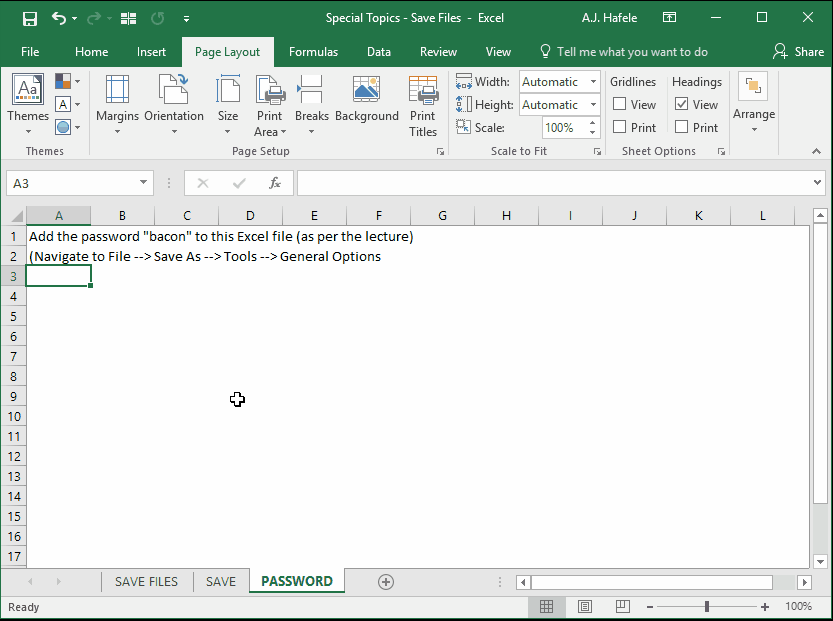 Special Topics - Save Files - Excel
A.J. Hafele
File Home Insert Page Layout Formulas Data Review View Tell me what you want to do Share
Aa
A
Themes
Margins
Orientation
Size
Print
Area
Breaks
Background
Print
Titles
Width: Automatic
Height: Automatic
Scale: 100%
Gridlines
View
Print
Headings
View
Print
Arrange
Themes
Page Setup
Scale to Fit
Sheet Options
A3
fx
A B C D E F G H I J K L
1 Add the password "bacon" to this Excel file (as per the lecture)
2 (Navigate to File --> Save As --> Tools --> General Options
3
4
5
6
7
8
9
10
11
12
13
14
15
16
17
SAVE FILES SAVE PASSWORD
Ready
100%